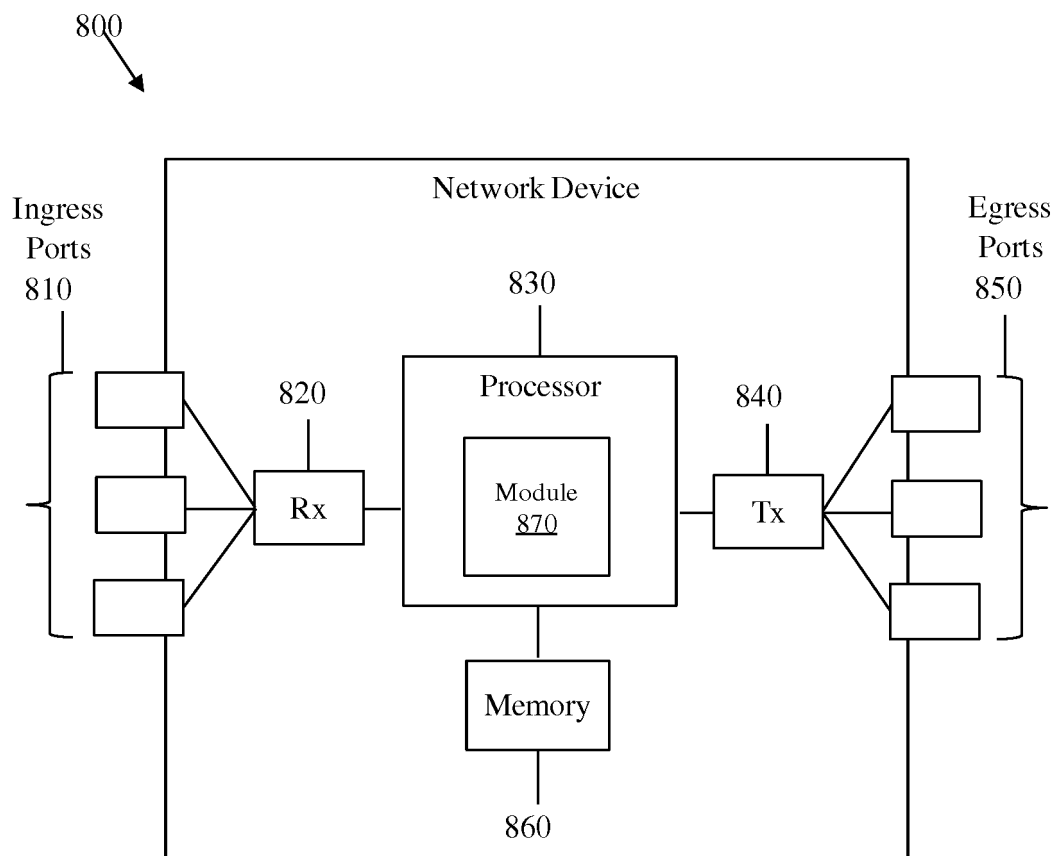 800
Network Device
Ingress
Ports
810
Egress
Ports
850
830
Processor
820
840
Rx
Module
870
Tx
Memory
860